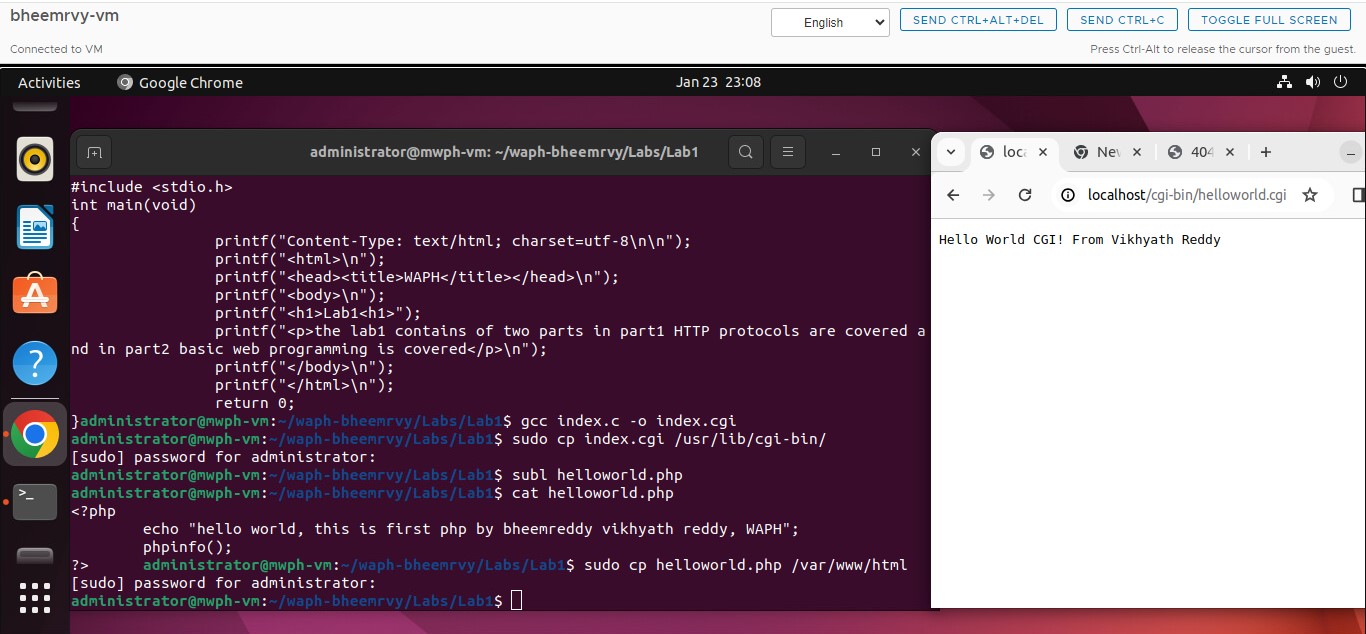 bheemrvy-vm
English
SEND CTRL+ALT+DEL
SEND CTRL+C
TOGGLE FULL SCREEN
Connected to VM
Press Ctrl-Alt to release the cursor from the guest.
Activities
Google Chrome
Jan 23 23:08
administrator@mwph-vm: ~/waph-bheemrvy/Labs/Lab1
#include <stdio.h>
int main(void)
{
printf("Content-Type: text/html; charset=utf-8\n\n");
printf("<html>\n");
printf("<head><title>WAPH</title></head>\n");
printf("<body>\n");
printf("<h1>Lab1<h1>");
printf("<p>the lab1 contains of two parts in part1 HTTP protocols are covered a
nd in part2 basic web programming is covered</p>\n");
printf("</body>\n");
printf("</html>\n");
return 0;
}administrator@mwph-vm:~/waph-bheemrvy/Labs/Lab1$ gcc index.c -o index.cgi
administrator@mwph-vm:~/waph-bheemrvy/Labs/Lab1$ sudo cp index.cgi /usr/lib/cgi-bin/
[sudo] password for administrator:
administrator@mwph-vm:~/waph-bheemrvy/Labs/Lab1$ subl helloworld.php
administrator@mwph-vm:~/waph-bheemrvy/Labs/Lab1$ cat helloworld.php
<?php
echo "hello world, this is first php by bheemreddy vikhyath reddy, WAPH";
phpinfo();
?> administrator@mwph-vm:~/waph-bheemrvy/Labs/Lab1$ sudo cp helloworld.php /var/www/html
[sudo] password for administrator:
administrator@mwph-vm:~/waph-bheemrvy/Labs/Lab1$
loca
New
404
localhost/cgi-bin/helloworld.cgi
Hello World CGI! From Vikhyath Reddy